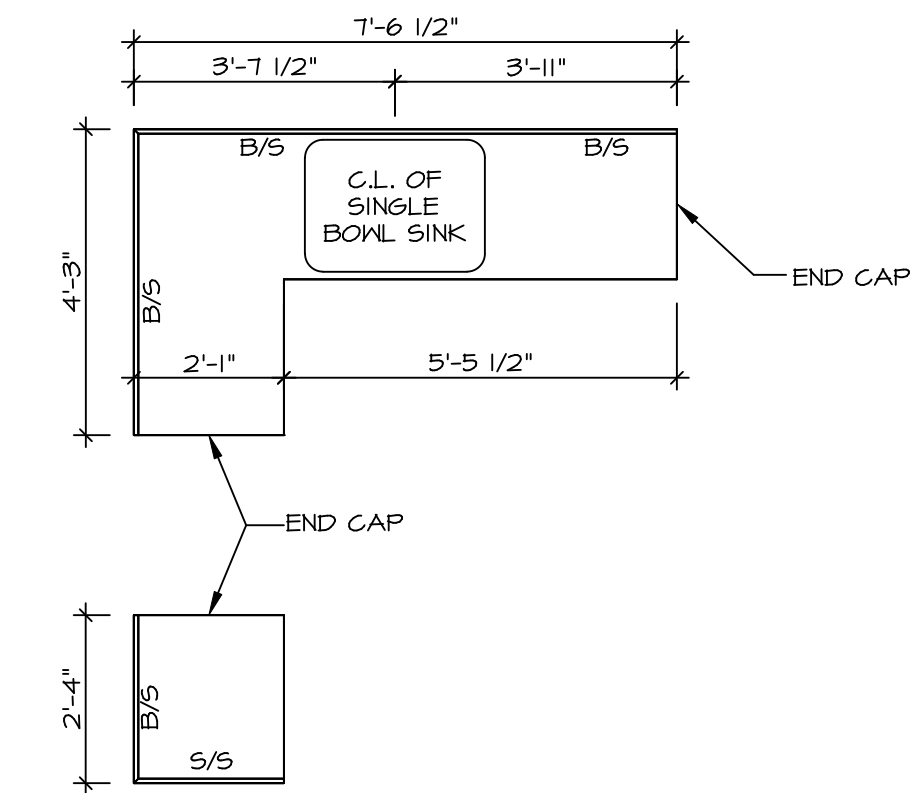 7'-6 1/2"
3'-7 1/2"
3'-11"
B/S
B/S
C.L. OF
SINGLE
BOWL SINK
4'-3"
B/S
END CAP
2'-1"
5'-5 1/2"
END CAP
2'-4"
B/S
S/S